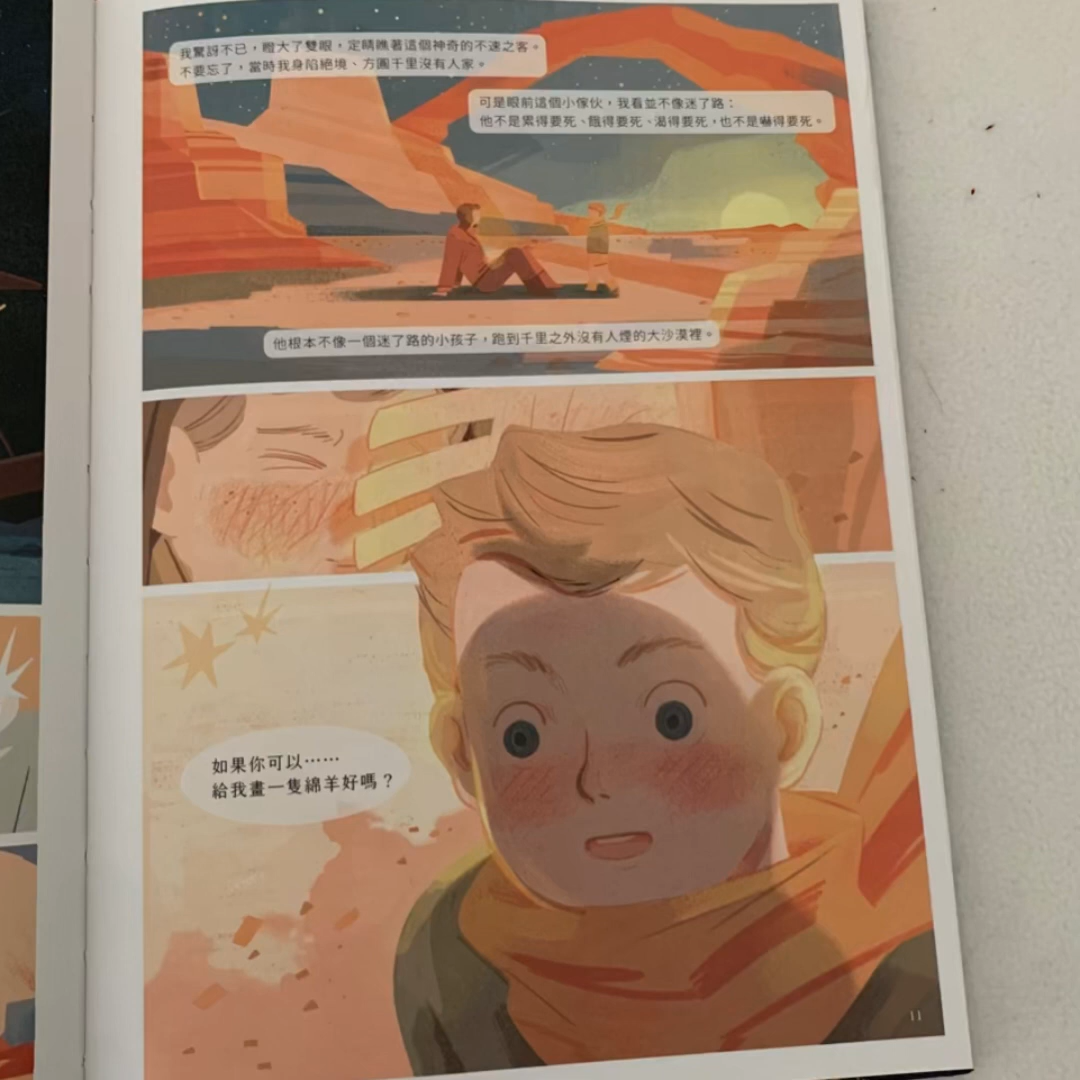 我驚訝不已，瞪大了雙眼，定睛瞧著這個神奇的不速之客。
不要忘了，當時我身陷絕境、方圓千里沒有人家。
可是眼前這個小傢伙，我看並不像迷了路：
他不是累得要死、餓得要死、渴得要死，也不是嚇得要死。
他根本不像一個迷了路的小孩子，跑到千里之外沒有人煙的大沙漠裡。
如果你可以……
給我畫一隻綿羊好嗎？
11